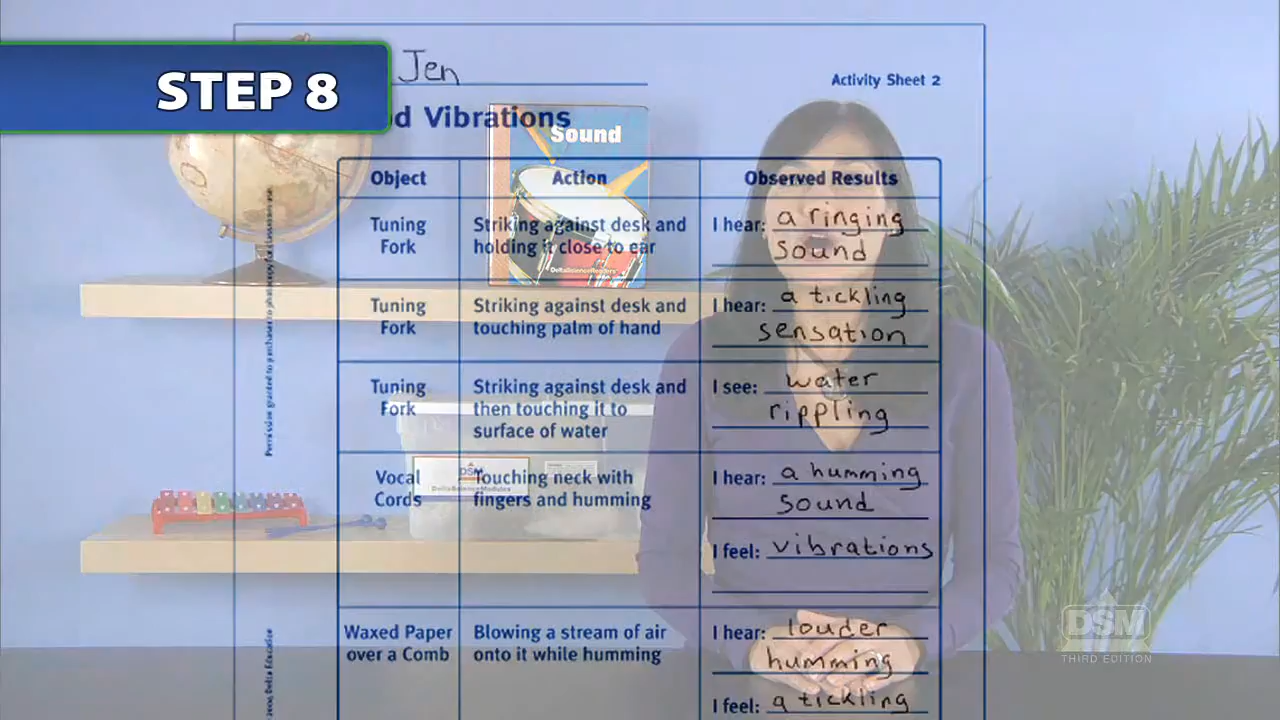 STEP 8
Jen
Activity Sheet 2
d Vibrations
Sound
Object Action Observed Results
Tuning Fork
Striking against desk and
holding it close to ear
I hear: a ringing
sound
DeltaScienceReaders
Tuning Fork
Striking against desk and
touching palm of hand
I hear: a tickling
sensation
Tuning Fork
Striking against desk and
then touching it to
surface of water
I see: water
rippling
Vocal Cords
Touching neck with
fingers and humming
I hear: a humming
sound
I feel: vibrations
DSM
DeltaScienceModules
Waxed Paper
over a Comb
Blowing a stream of air
onto it while humming
I hear: louder
humming
I feel: a tickling
DSM
THIRD EDITION